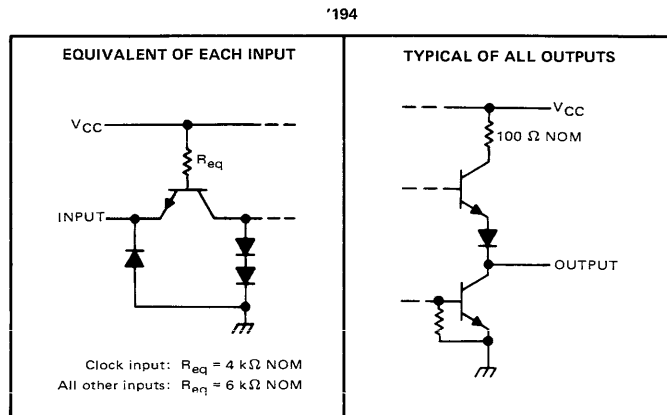 '194
EQUIVALENT OF EACH INPUT
VCC
Req
INPUT
Clock input: Req = 4 kΩ NOM
All other inputs: Req = 6 kΩ NOM
TYPICAL OF ALL OUTPUTS
VCC
100 Ω NOM
OUTPUT